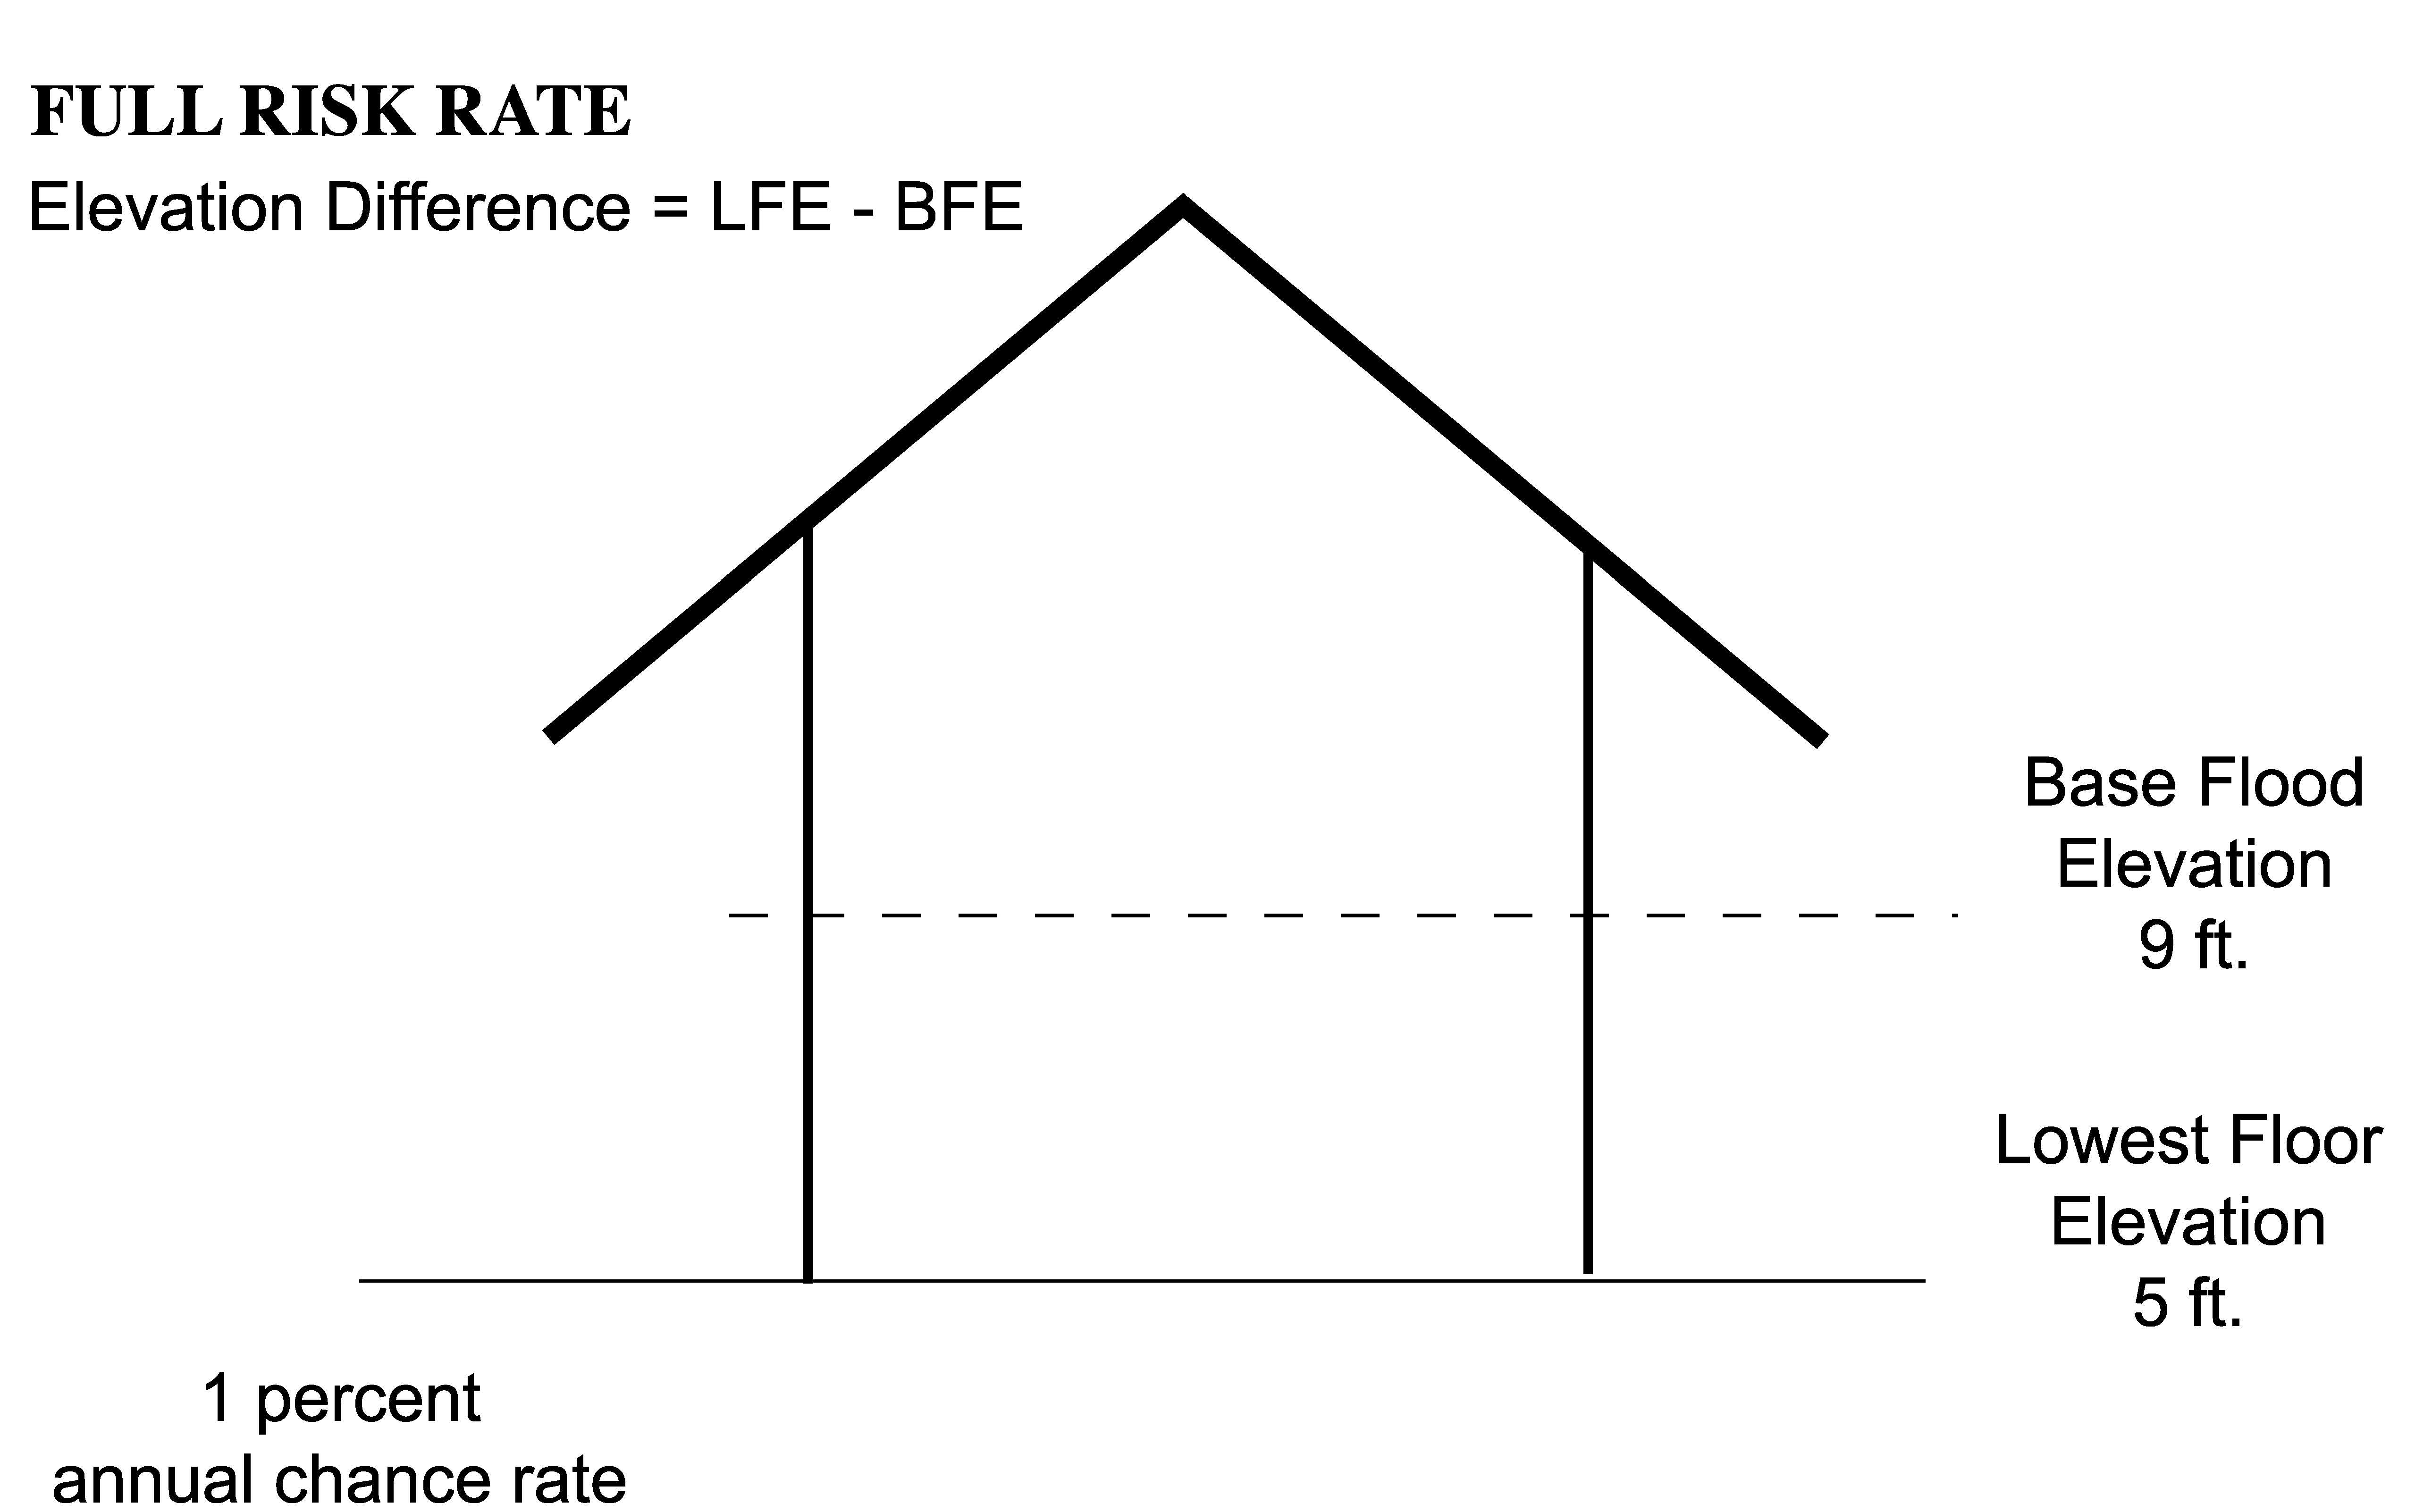 FULL RISK RATE
Elevation Difference = LFE - BFE
Base Flood
Elevation
9 ft.
Lowest Floor
Elevation
5 ft.
1 percent
annual chance rate